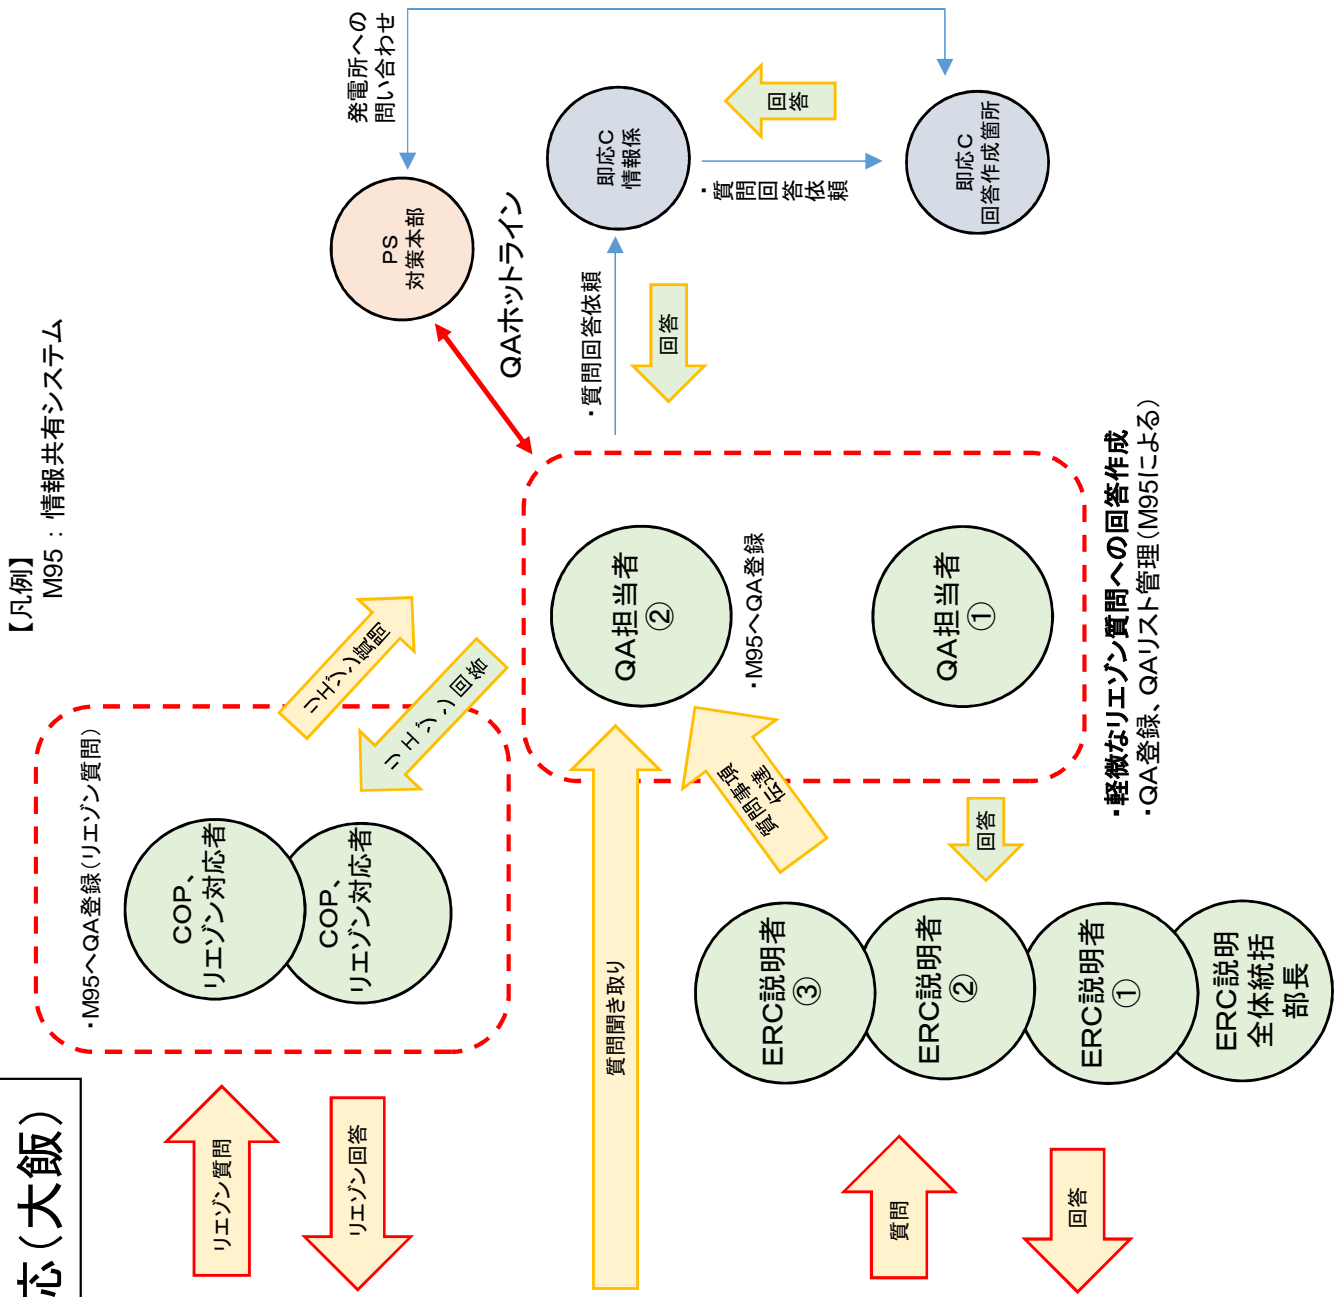 応（大飯）
【凡例】
M95：情報共有システム
・M95へQA登録（リエゾン質問）
COP、
リエゾン対応者
COP、
リエゾン対応者
リエゾン質問
リエゾン回答
リエゾン質問
リエゾン回答
発電所への
問い合わせ
PS
対策本部
QAホットライン
即応C
情報係
・質問回答依頼
回答
・質問回答依頼
回答
即応C
回答作成箇所
QA担当者
②
・M95へQA登録
QA担当者
①
・軽微なリエゾン質問への回答作成
・QA登録、QAリスト管理（M95による）
質問聞き取り
質問事項
伝達
回答
ERC説明者
③
ERC説明者
②
ERC説明者
①
ERC説明
全体統括
部長
質問
回答